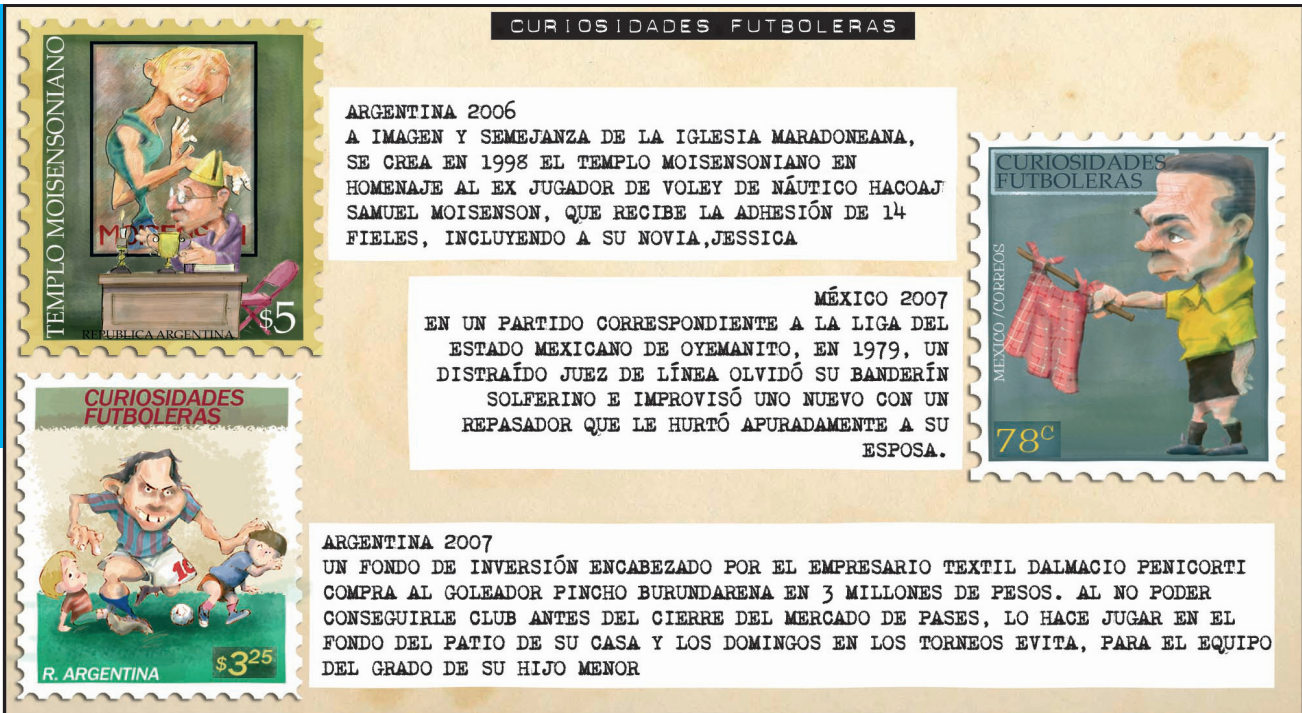 CURIOSIDADES FUTBOLERAS
TEMPLO MOISENSONIANO
REPUBLICA ARGENTINA
$5
ARGENTINA 2006
A IMAGEN Y SEMEJANZA DE LA IGLESIA MARADONEANA,
SE CREA EN 1998 EL TEMPLO MOISENSONIANO EN
HOMENAJE AL EX JUGADOR DE VOLEY DE NÁUTICO HACOAJ
SAMUEL MOISENSON, QUE RECIBE LA ADHESIÓN DE 14
FIELES, INCLUYENDO A SU NOVIA,JESSICA
CURIOSIDADES
FUTBOLERAS
MEXICO /CORREOS
78c
MÉXICO 2007
EN UN PARTIDO CORRESPONDIENTE A LA LIGA DEL
ESTADO MEXICANO DE OYEMANITO, EN 1979, UN
DISTRAÍDO JUEZ DE LÍNEA OLVIDÓ SU BANDERÍN
SOLFERINO E IMPROVISÓ UNO NUEVO CON UN
REPASADOR QUE LE HURTÓ APURADAMENTE A SU
ESPOSA.
CURIOSIDADES
FUTBOLERAS
10
R. ARGENTINA
$3 25
ARGENTINA 2007
UN FONDO DE INVERSIÓN ENCABEZADO POR EL EMPRESARIO TEXTIL DALMACIO PENICORTI
COMPRA AL GOLEADOR PINCHO BURUNDARENA EN 3 MILLONES DE PESOS. AL NO PODER
CONSEGUIRLE CLUB ANTES DEL CIERRE DEL MERCADO DE PASES, LO HACE JUGAR EN EL
FONDO DEL PATIO DE SU CASA Y LOS DOMINGOS EN LOS TORNEOS EVITA, PARA EL EQUIPO
DEL GRADO DE SU HIJO MENOR